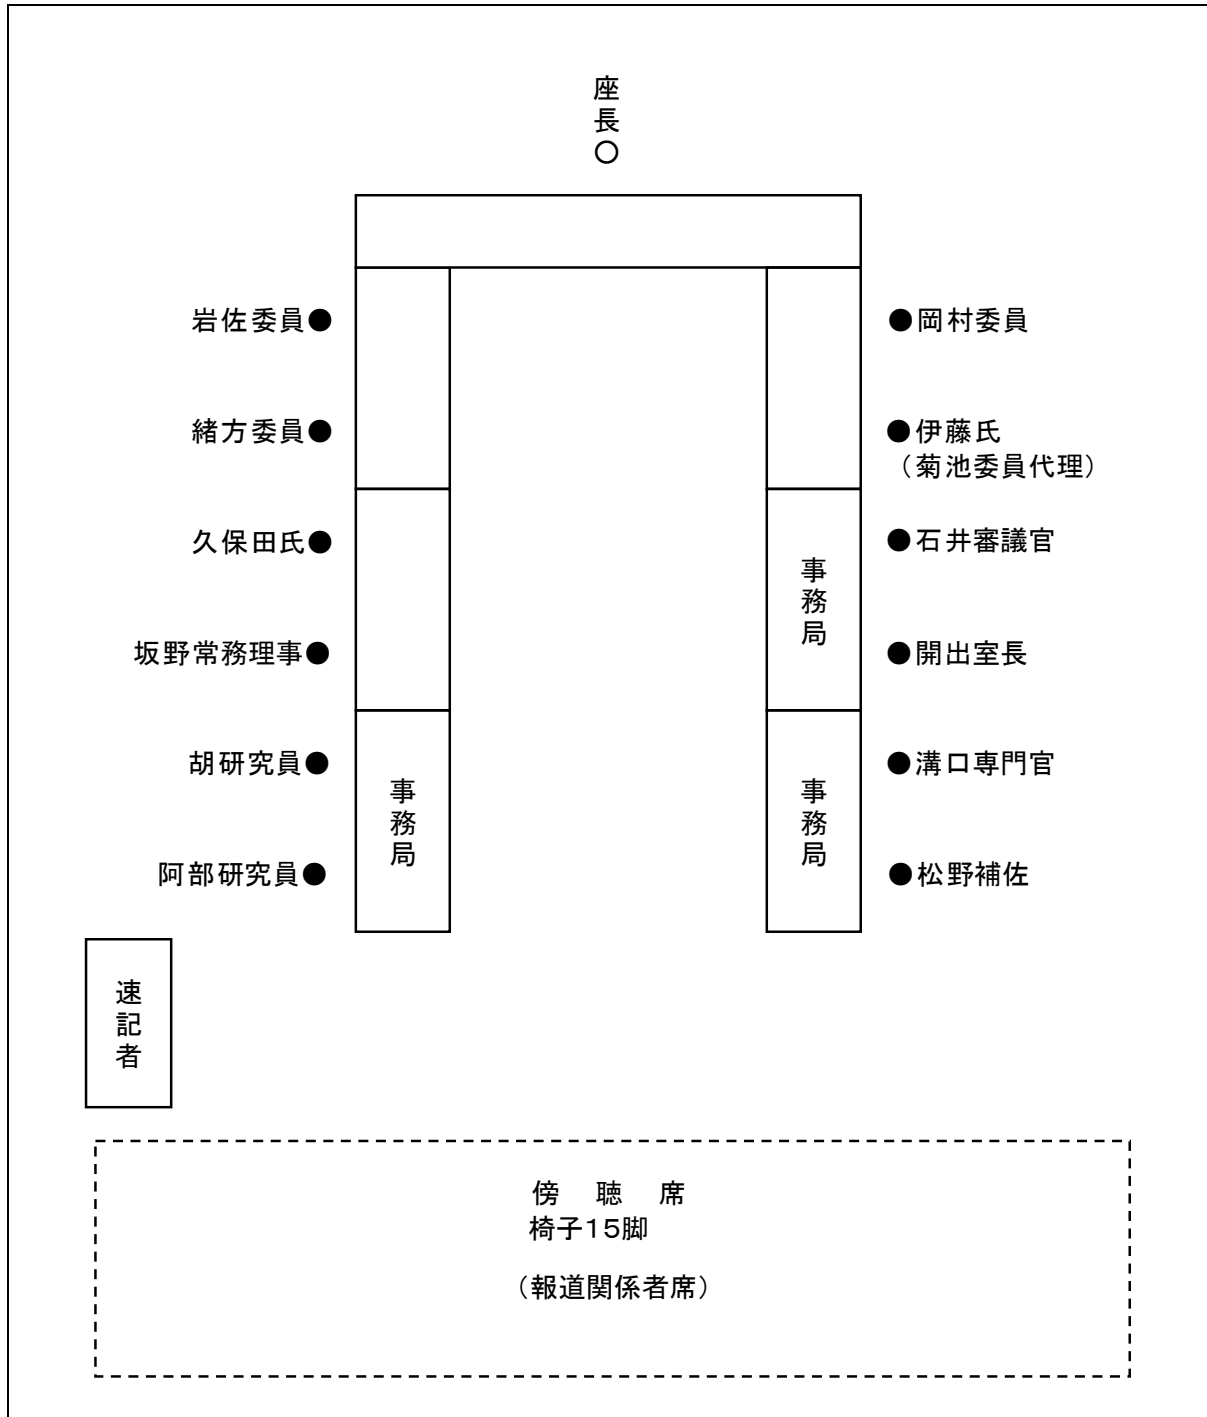 座長○
岩佐委員●
●岡村委員
緒方委員●
●伊藤氏
（菊池委員代理）
久保田氏●
●石井審議官
事務局
坂野常務理事●
●開出室長
胡研究員●
●溝口専門官
事務局
事務局
阿部研究員●
●松野補佐
速記者
傍　聴　席
椅子15脚
（報道関係者席）